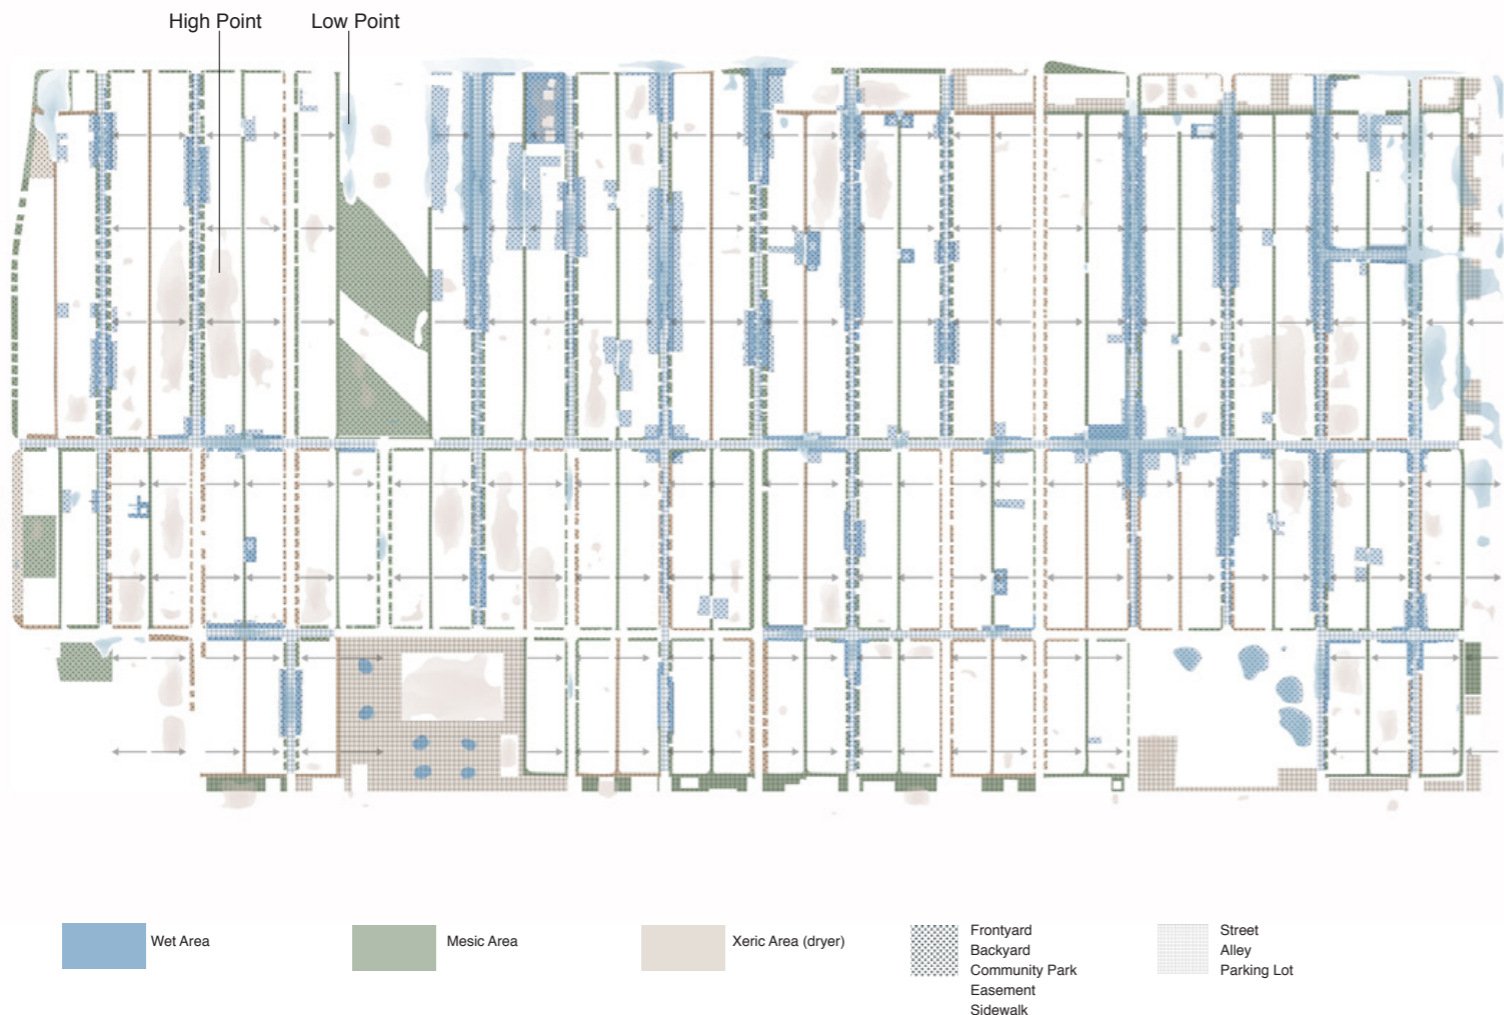 High Point
Low Point
Wet Area
Mesic Area
Xeric Area (dryer)
Frontyard
Backyard
Community Park
Easement
Sidewalk
Street
Alley
Parking Lot